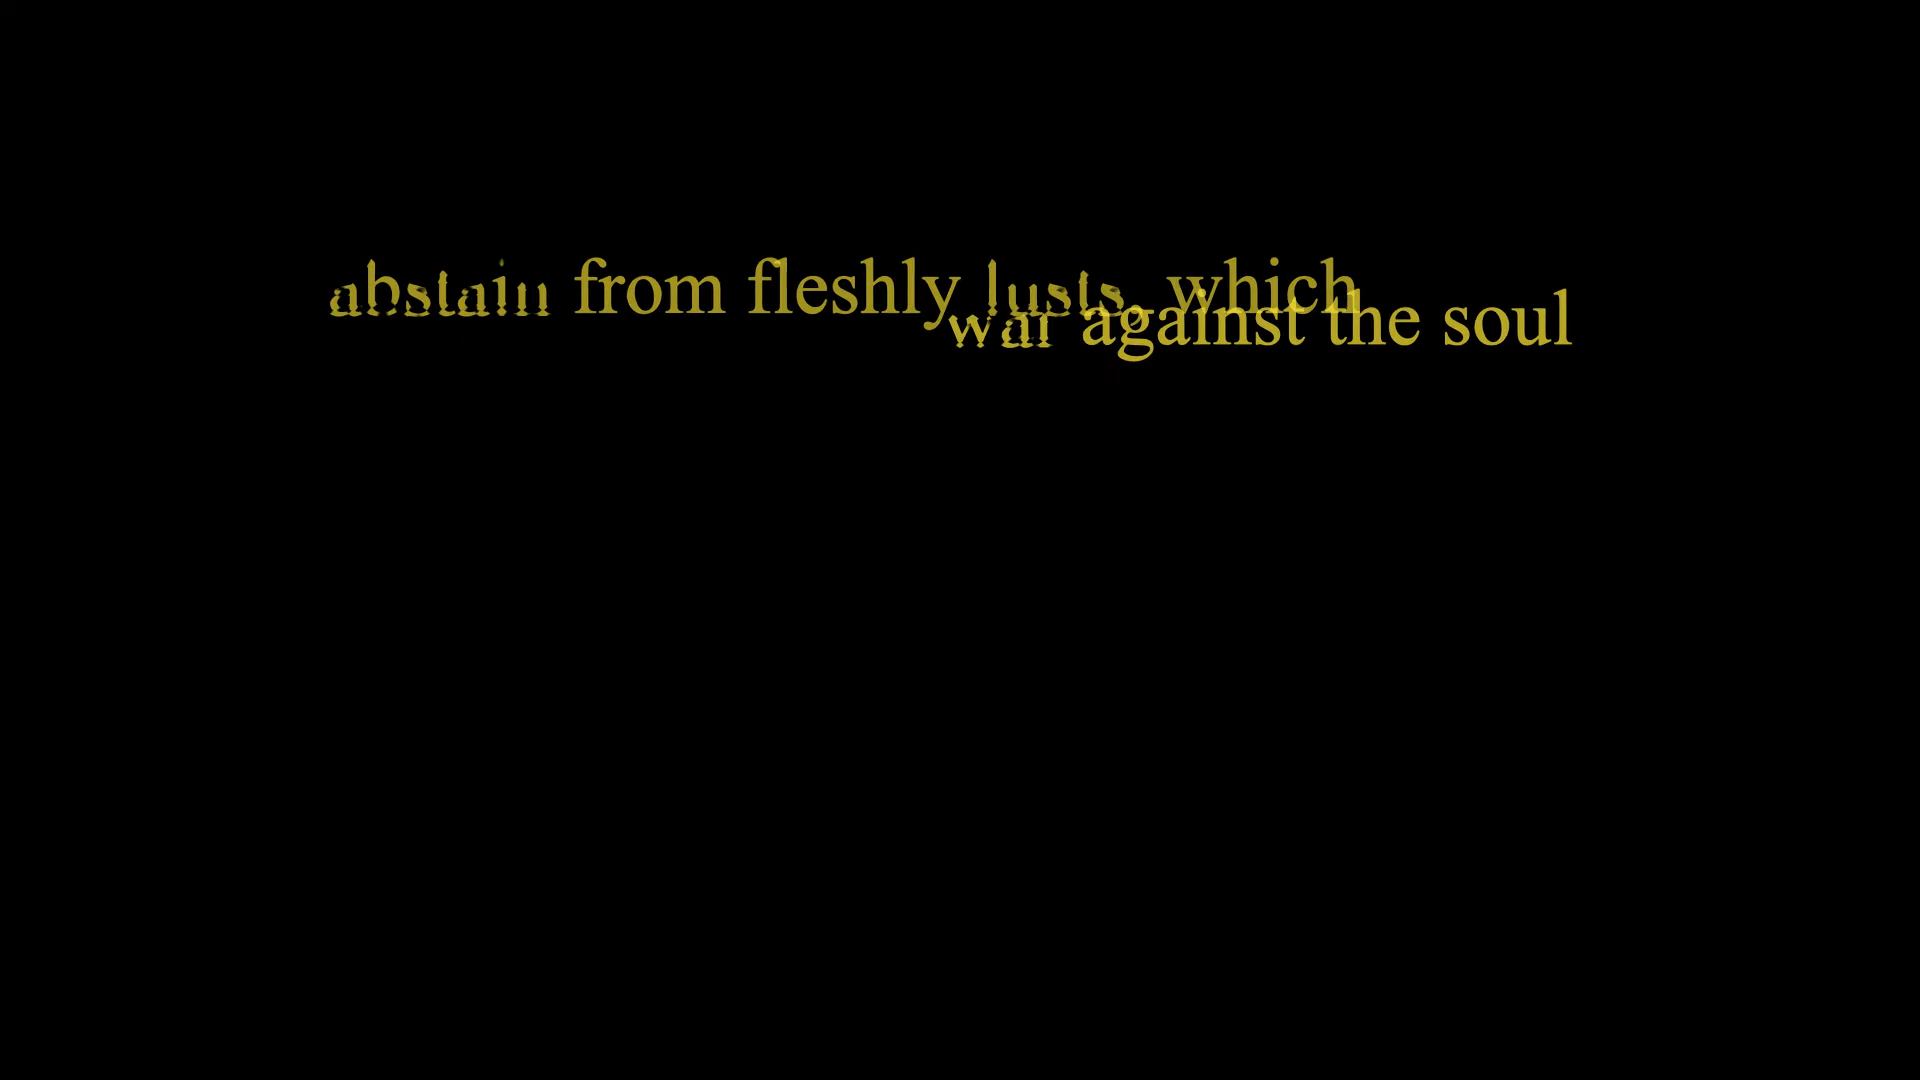 abstain from fleshly lusts, which
war against the soul